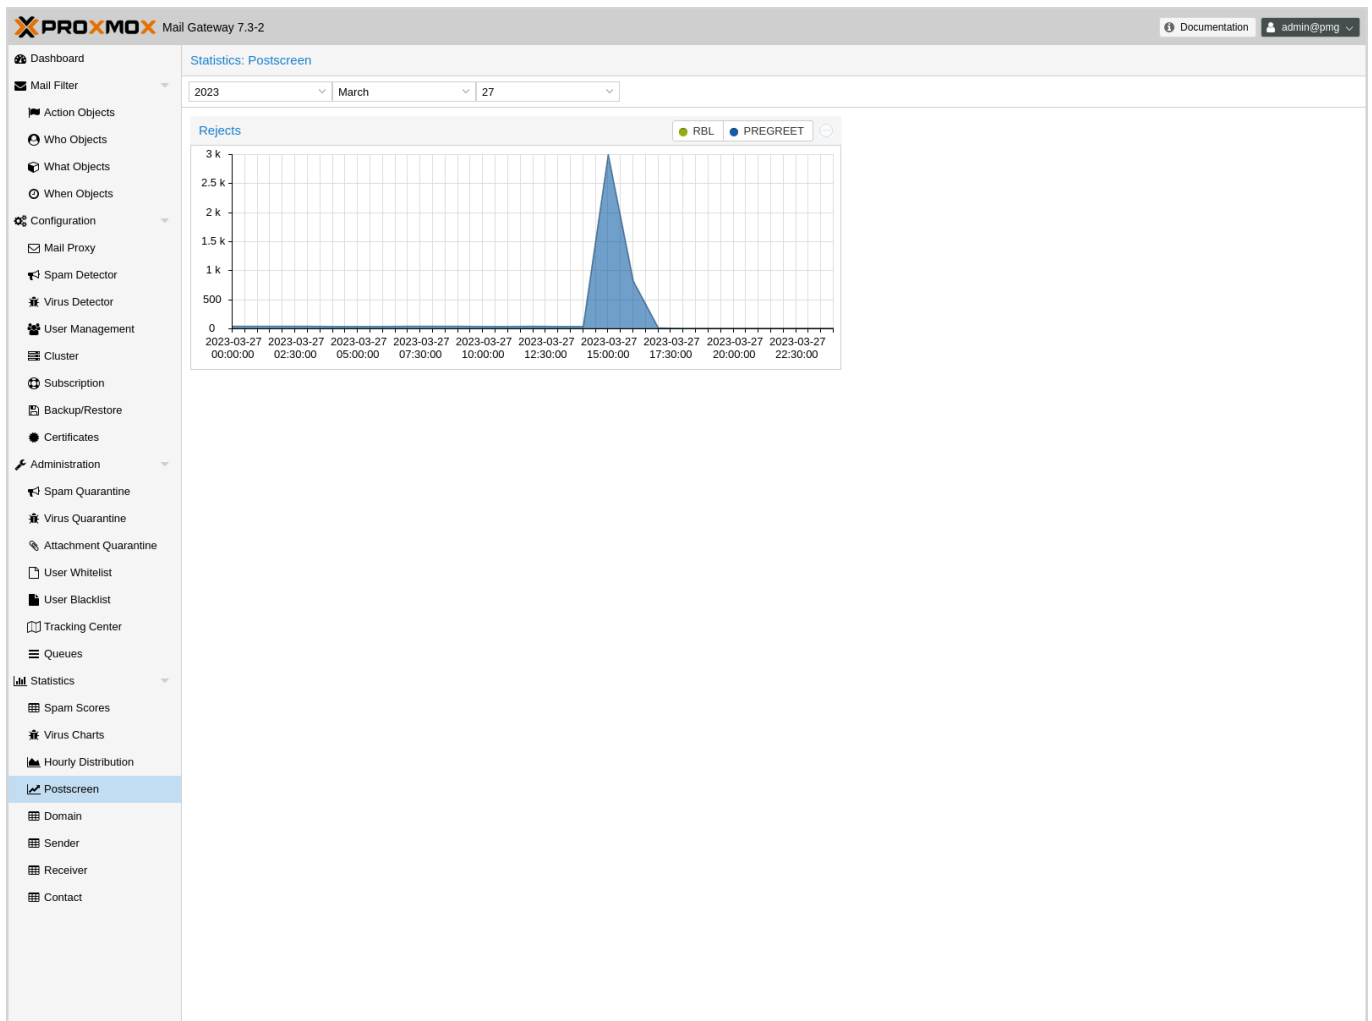 PROXMOX Mail Gateway 7.3-2
Documentation
admin@pmg
Dashboard
Mail Filter
Action Objects
Who Objects
What Objects
When Objects
Configuration
Mail Proxy
Spam Detector
Virus Detector
User Management
Cluster
Subscription
Backup/Restore
Certificates
Administration
Spam Quarantine
Virus Quarantine
Attachment Quarantine
User Whitelist
User Blacklist
Tracking Center
Queues
Statistics
Spam Scores
Virus Charts
Hourly Distribution
Postscreen
Domain
Sender
Receiver
Contact
Statistics: Postscreen
2023 March 27
Rejects
RBL PREGREET
3 k
2.5 k
2 k
1.5 k
1 k
500
0
2023-03-27 2023-03-27 2023-03-27 2023-03-27 2023-03-27 2023-03-27 2023-03-27 2023-03-27 2023-03-27 2023-03-27
00:00:00 02:30:00 05:00:00 07:30:00 10:00:00 12:30:00 15:00:00 17:30:00 20:00:00 22:30:00